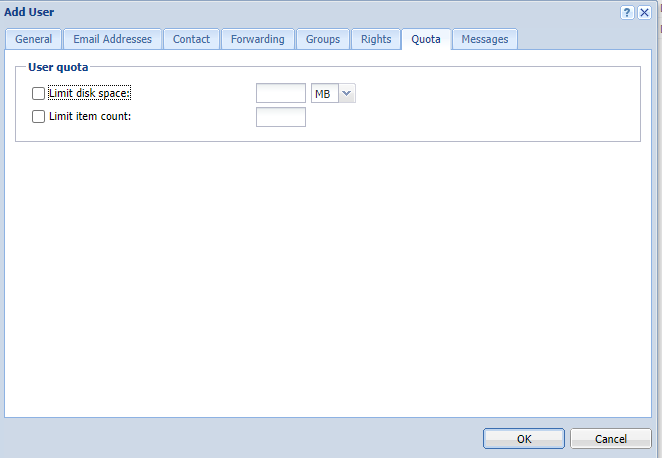 Add User
?
General Email Addresses Contact Forwarding Groups Rights Quota Messages
User quota
Limit disk space: MB
Limit item count:
OK Cancel